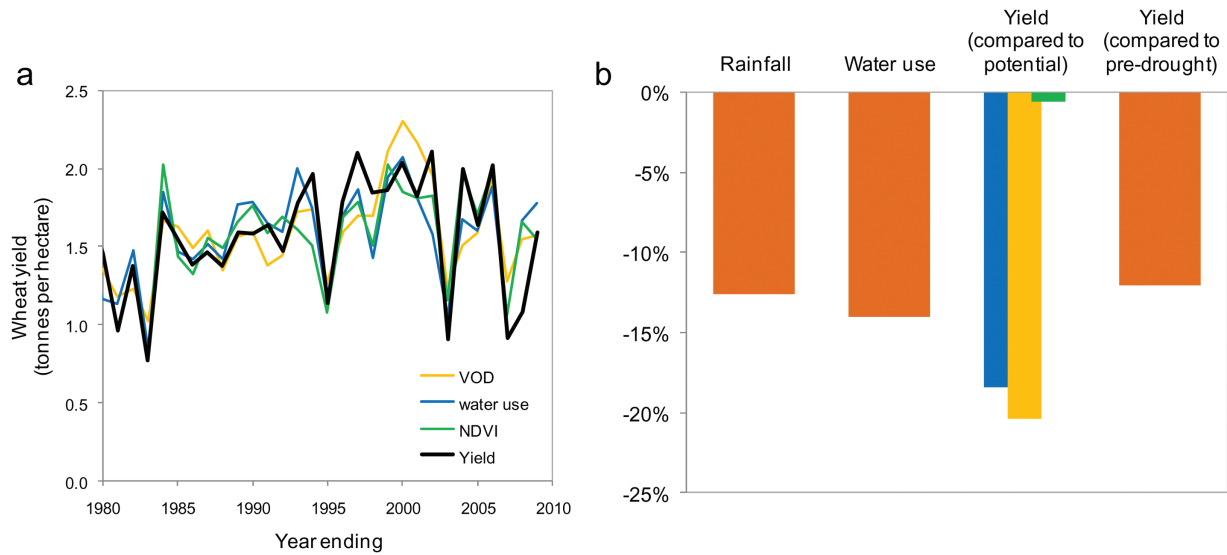 a
2.5
2.0
1.5
1.0
0.5
0.0
Wheat yield
(tonnes per hectare)
VOD
water use
NDVI
Yield
1980
1985
1990
1995
2000
2005
2010
Year ending
b
Rainfall
Water use
Yield
(compared to
potential)
Yield
(compared to
pre-drought)
0%
-5%
-10%
-15%
-20%
-25%